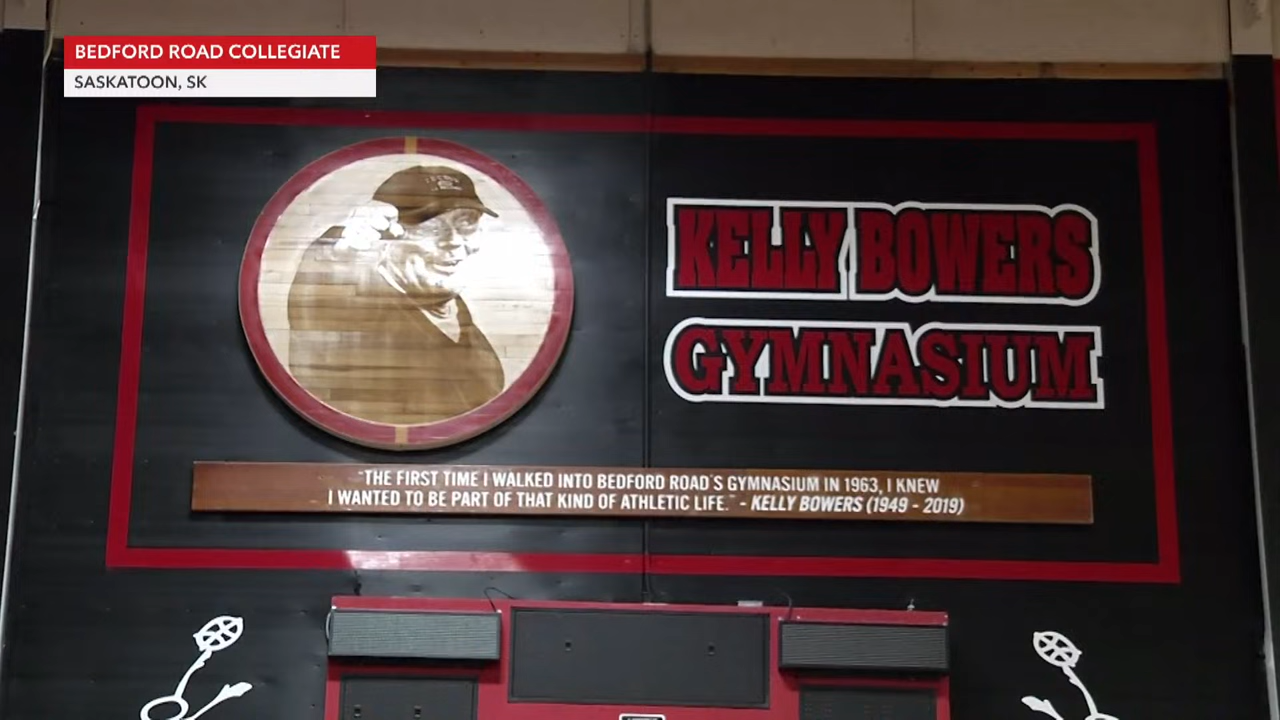 BEDFORD ROAD COLLEGIATE
SASKATOON, SK
KELLY BOWERS
GYMNASIUM
"THE FIRST TIME I WALKED INTO BEDFORD ROAD'S GYMNASIUM IN 1963, I KNEW
I WANTED TO BE PART OF THAT KIND OF ATHLETIC LIFE." - KELLY BOWERS (1949 - 2019)